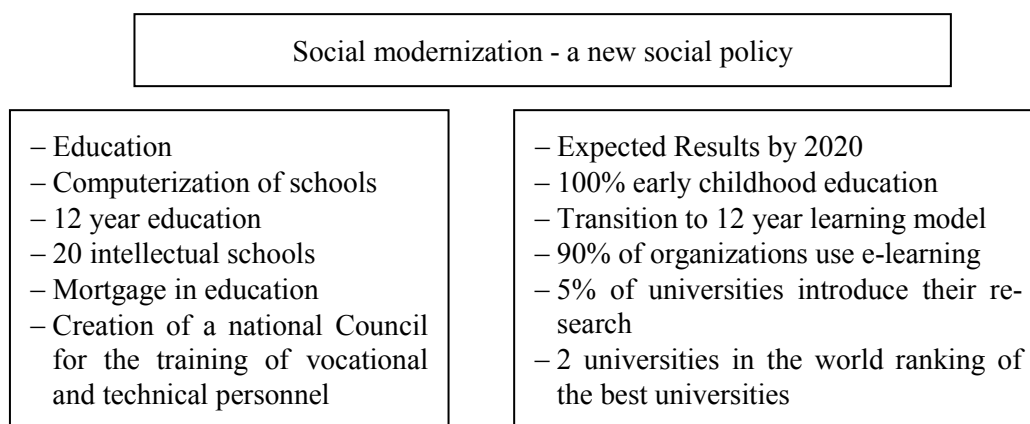 Social modernization - a new social policy
– Education
– Computerization of schools
– 12 year education
– 20 intellectual schools
– Mortgage in education
– Creation of a national Council
for the training of vocational
and technical personnel
– Expected Results by 2020
– 100% early childhood education
– Transition to 12 year learning model
– 90% of organizations use e-learning
– 5% of universities introduce their re-
search
– 2 universities in the world ranking of
the best universities